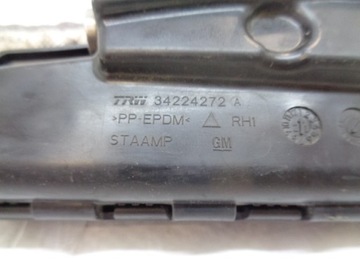 TRW 34224272 A
>PP-EPDM< RH1
STAAMP GM